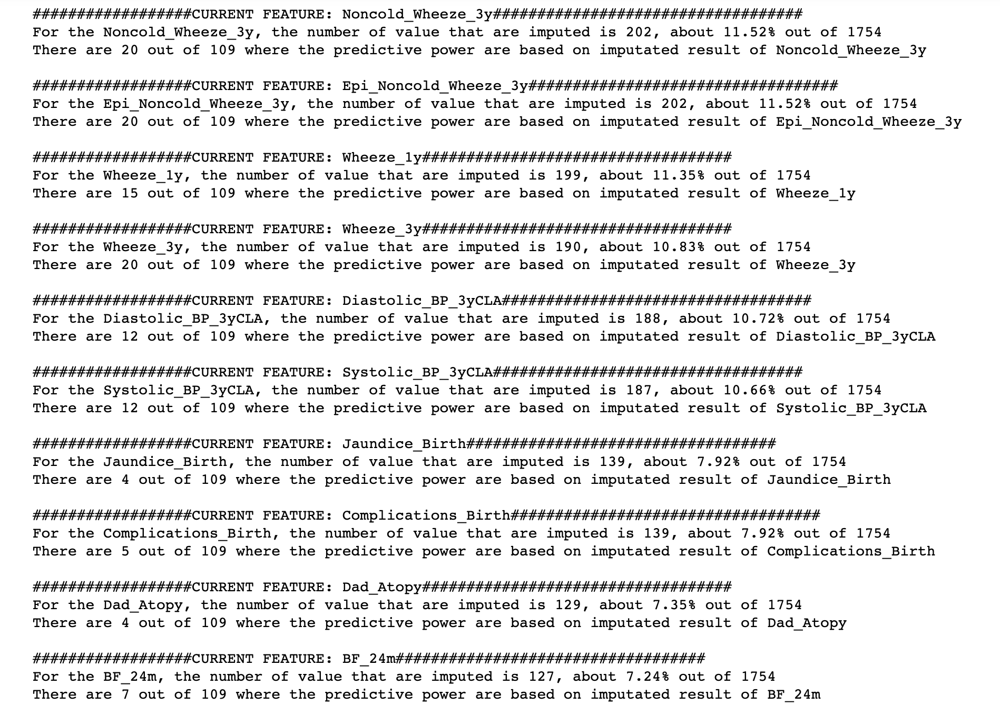 ##################CURRENT FEATURE: Noncold_Wheeze_3y###################################
For the Noncold_Wheeze_3y, the number of value that are imputed is 202, about 11.52% out of 1754
There are 20 out of 109 where the predictive power are based on imputated result of Noncold_Wheeze_3y
##################CURRENT FEATURE: Epi_Noncold_Wheeze_3y###################################
For the Epi_Noncold_Wheeze_3y, the number of value that are imputed is 202, about 11.52% out of 1754
There are 20 out of 109 where the predictive power are based on imputated result of Epi_Noncold_Wheeze_3y
##################CURRENT FEATURE: Wheeze_1y###################################
For the Wheeze_1y, the number of value that are imputed is 199, about 11.35% out of 1754
There are 15 out of 109 where the predictive power are based on imputated result of Wheeze_1y
##################CURRENT FEATURE: Wheeze_3y###################################
For the Wheeze_3y, the number of value that are imputed is 190, about 10.83% out of 1754
There are 20 out of 109 where the predictive power are based on imputated result of Wheeze_3y
##################CURRENT FEATURE: Diastolic_BP_3yCLA###################################
For the Diastolic_BP_3yCLA, the number of value that are imputed is 188, about 10.72% out of 1754
There are 12 out of 109 where the predictive power are based on imputated result of Diastolic_BP_3yCLA
##################CURRENT FEATURE: Systolic_BP_3yCLA###################################
For the Systolic_BP_3yCLA, the number of value that are imputed is 187, about 10.66% out of 1754
There are 12 out of 109 where the predictive power are based on imputated result of Systolic_BP_3yCLA
##################CURRENT FEATURE: Jaundice_Birth###################################
For the Jaundice_Birth, the number of value that are imputed is 139, about 7.92% out of 1754
There are 4 out of 109 where the predictive power are based on imputated result of Jaundice_Birth
##################CURRENT FEATURE: Complications_Birth###################################
For the Complications_Birth, the number of value that are imputed is 139, about 7.92% out of 1754
There are 5 out of 109 where the predictive power are based on imputated result of Complications_Birth
##################CURRENT FEATURE: Dad_Atopy###################################
For the Dad_Atopy, the number of value that are imputed is 129, about 7.35% out of 1754
There are 4 out of 109 where the predictive power are based on imputated result of Dad_Atopy
##################CURRENT FEATURE: BF_24m###################################
For the BF_24m, the number of value that are imputed is 127, about 7.24% out of 1754
There are 7 out of 109 where the predictive power are based on imputated result of BF_24m